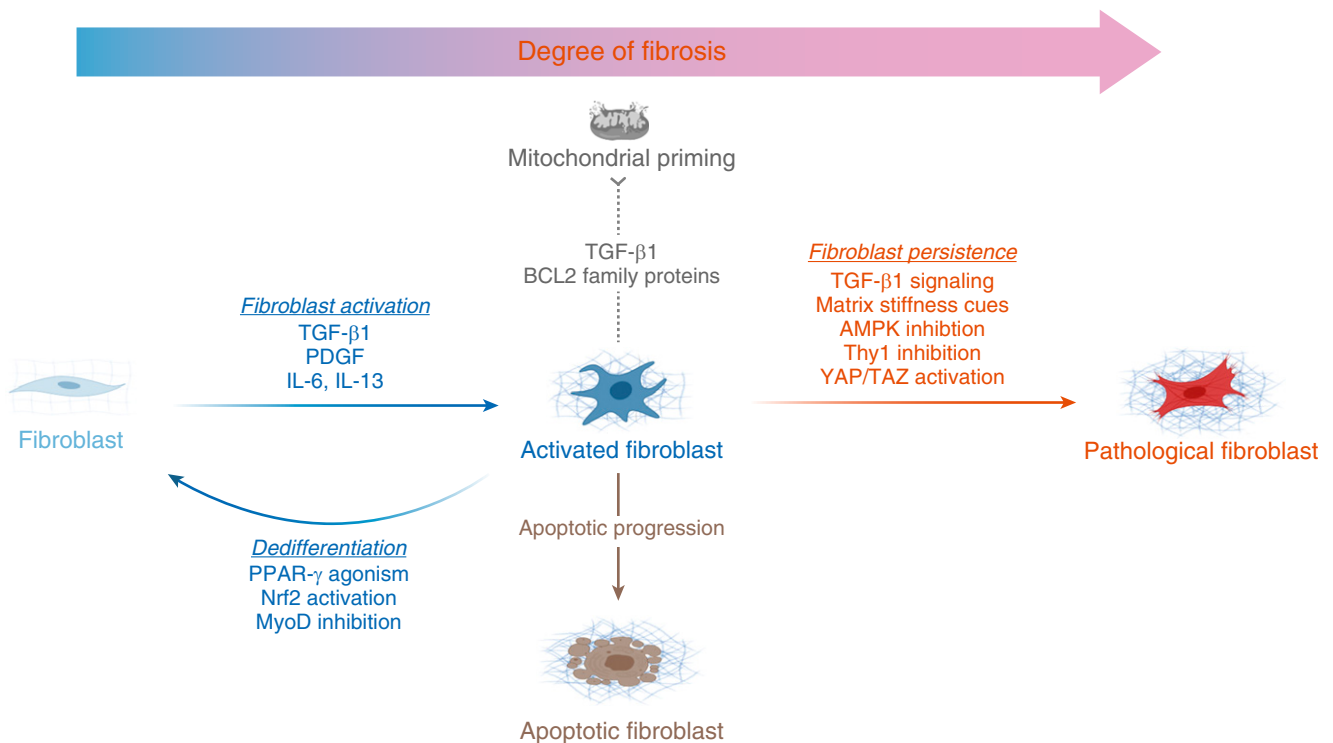 Degree of fibrosis
Mitochondrial priming
TGF-β1
BCL2 family proteins
Fibroblast activation
TGF-β1
PDGF
IL-6, IL-13
Fibroblast persistence
TGF-β1 signaling
Matrix stiffness cues
AMPK inhibtion
Thy1 inhibition
YAP/TAZ activation
Fibroblast
Activated fibroblast
Pathological fibroblast
Apoptotic progression
Dedifferentiation
PPAR-γ agonism
Nrf2 activation
MyoD inhibition
Apoptotic fibroblast